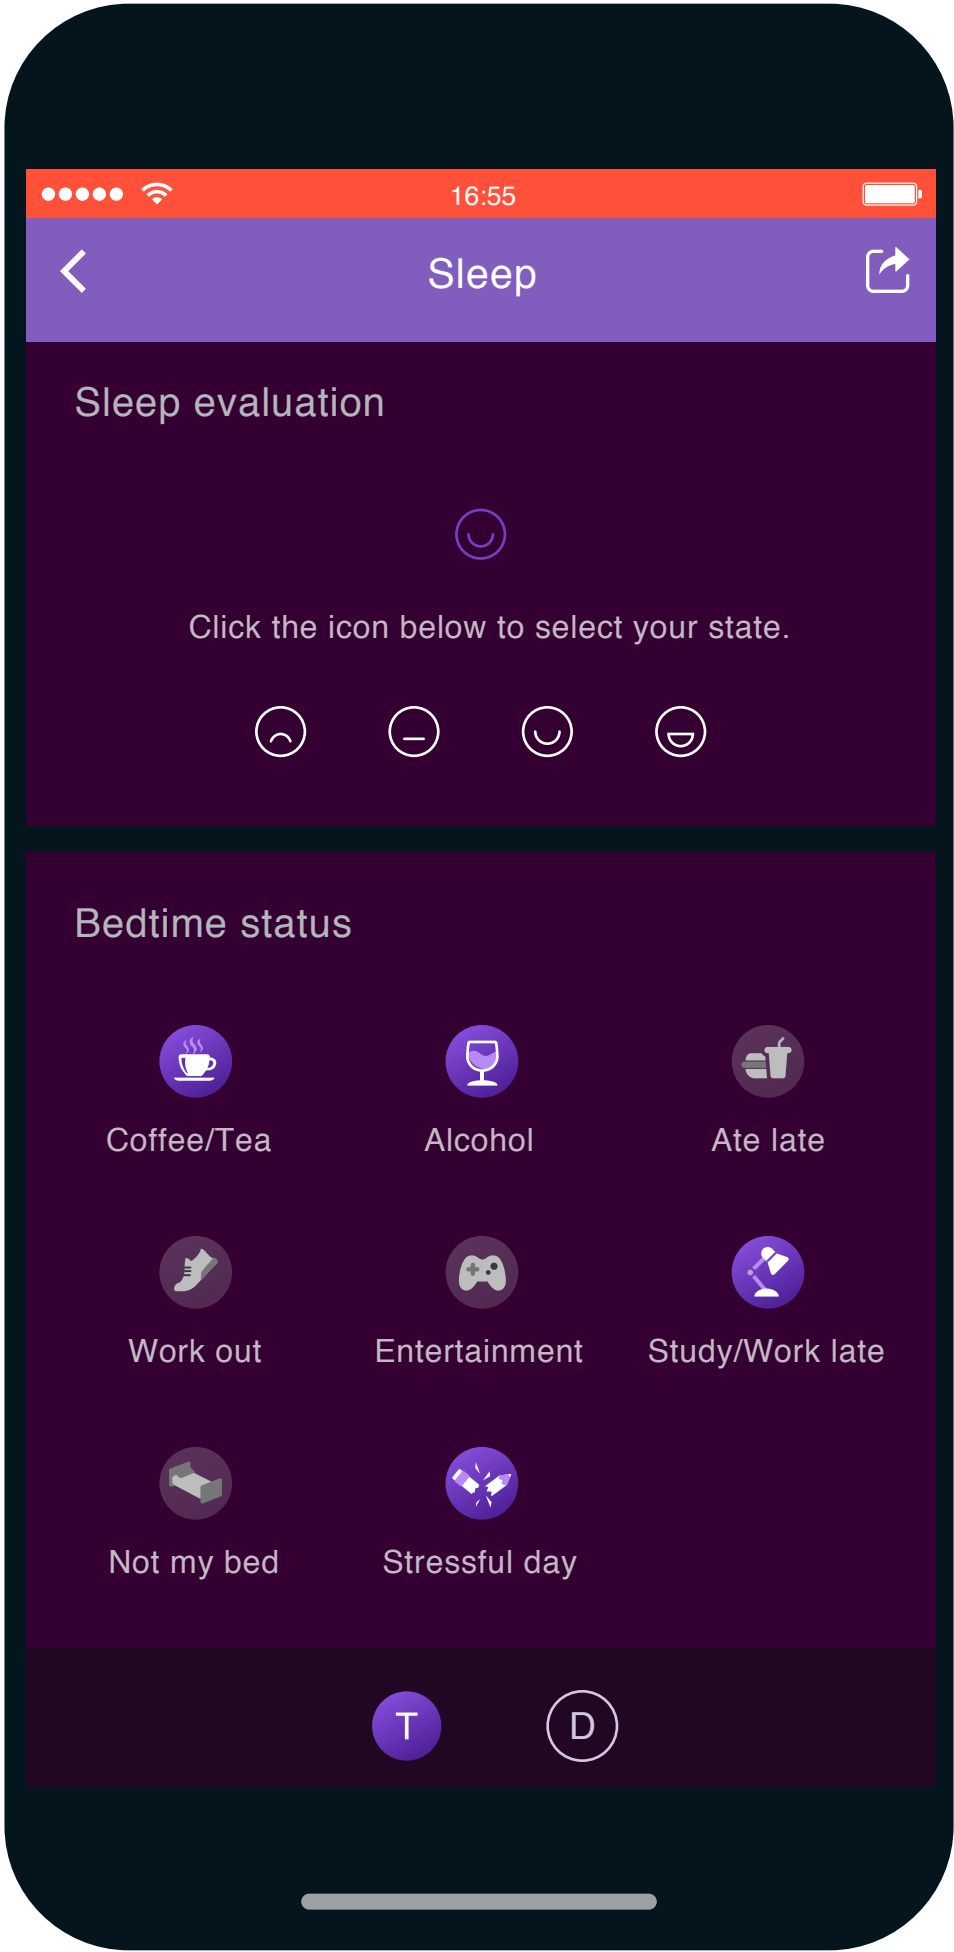 16:55
Sleep
Sleep evaluation
Click the icon below to select your state.
Bedtime status
Coffee/Tea
Alcohol
Ate late
Work out
Entertainment
Study/Work late
Not my bed
Stressful day
T
D